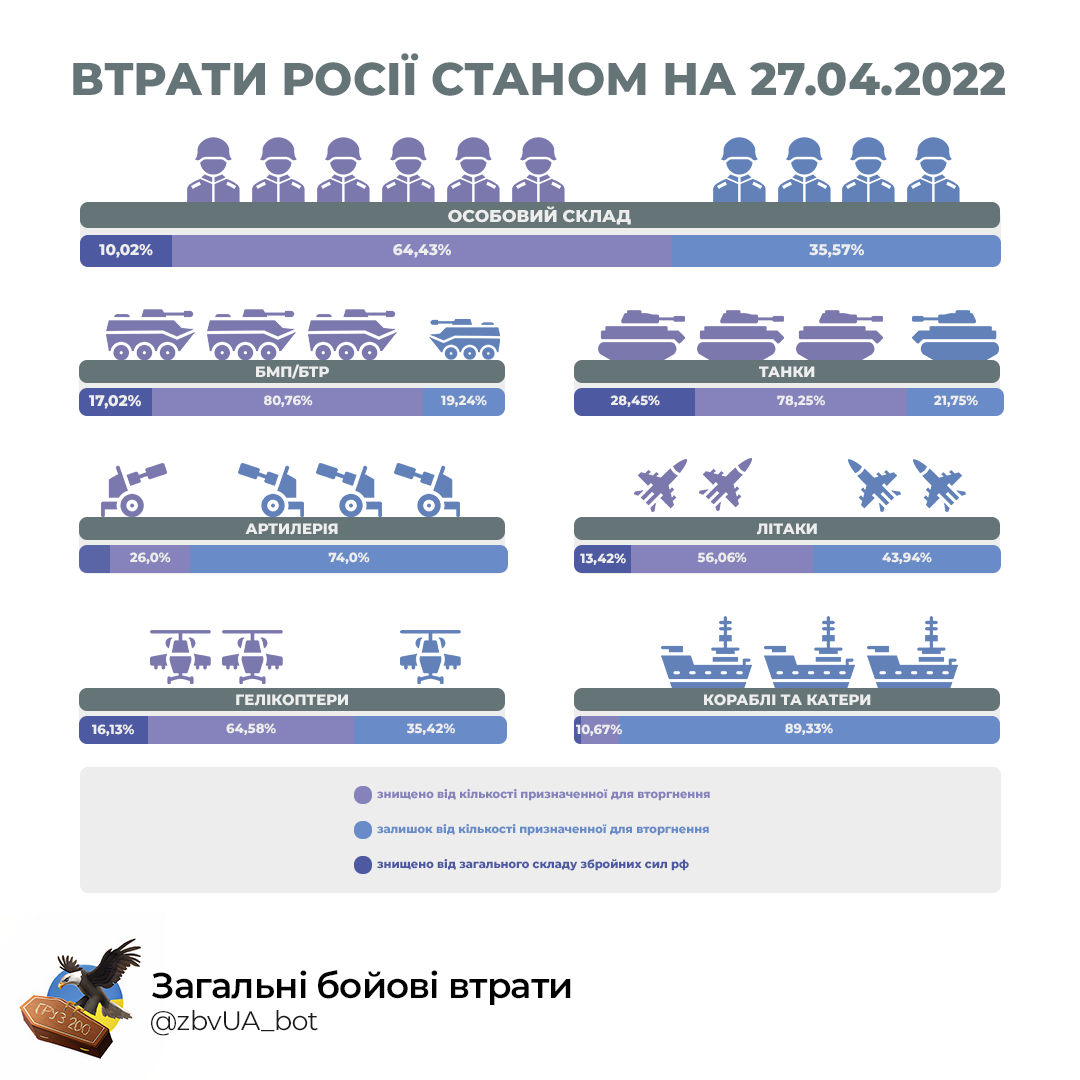 ВТРАТИ РОСІЇ СТАНОМ НА 27.04.2022
ОСОБОВИЙ СКЛАД
10,02% 64,43% 35,57%
БМП/БТР
17,02% 80,76% 19,24%
ТАНКИ
28,45% 78,25% 21,75%
АРТИЛЕРІЯ
26,0% 74,0%
ЛІТАКИ
13,42% 56,06% 43,94%
ГЕЛІКОПТЕРИ
16,13% 64,58% 35,42%
КОРАБЛІ ТА КАТЕРИ
10,67% 89,33%
знищено від кількості призначенної для вторгнення
залишок від кількості призначенної для вторгнення
знищено від загального складу збройних сил рф
ГРУЗ 200
Загальні бойові втрати
@zbvUA_bot